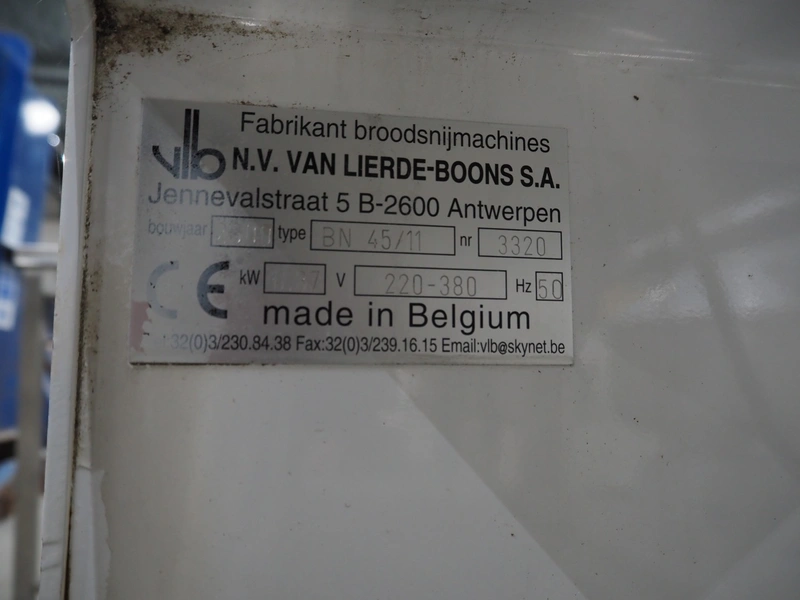 vlb
Fabrikant broodsnijmachines
N.V. VAN LIERDE-BOONS S.A.
Jennevalstraat 5 B-2600 Antwerpen
bouwjaar type BN 45/11 nr 3320
CE kW V 220-380 Hz 50
made in Belgium
32(0)3/230.84.38 Fax:32(0)3/239.16.15 Email:vlb@skynet.be